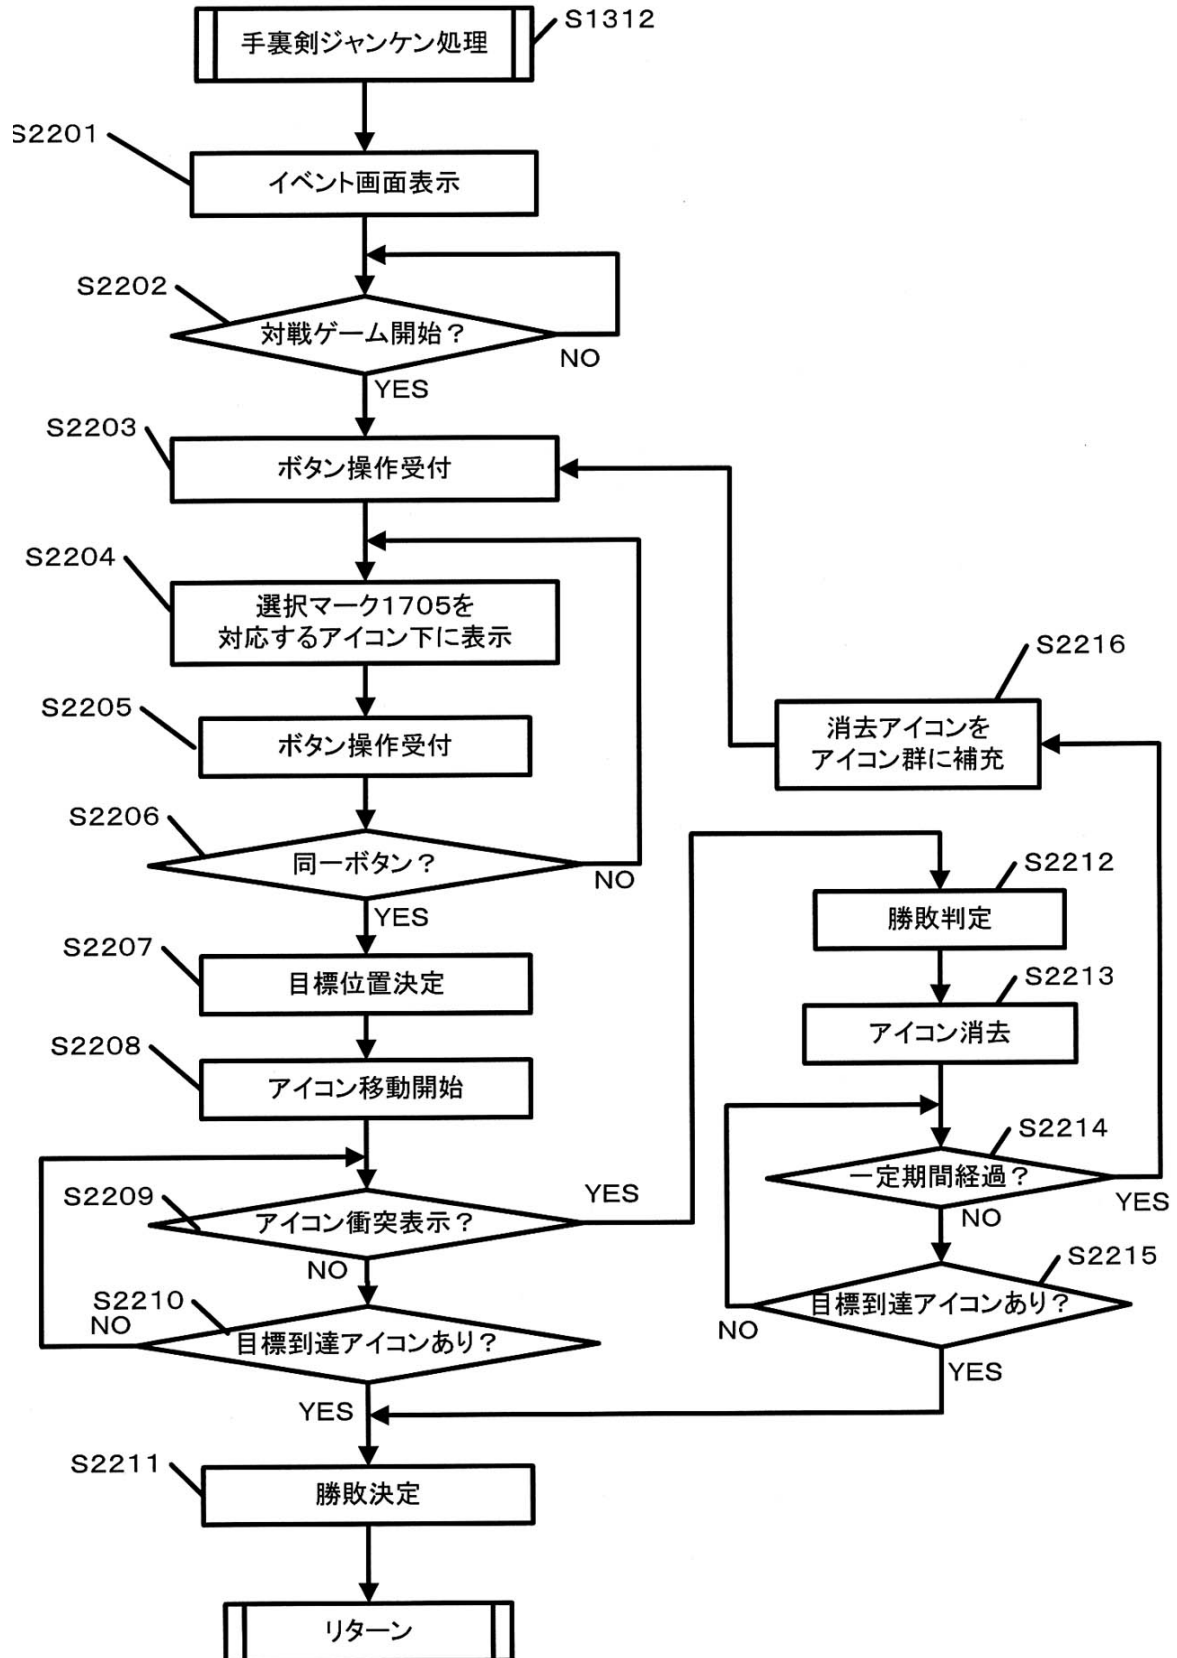 手裏剣ジャンケン処理
S1312
S2201
イベント画面表示
S2202
対戦ゲーム開始？
NO
YES
S2203
ボタン操作受付
S2204
選択マーク1705を
対応するアイコン下に表示
S2205
ボタン操作受付
S2206
同一ボタン？
NO
YES
S2207
目標位置決定
S2208
アイコン移動開始
S2209
アイコン衝突表示？
YES
NO
S2210
目標到達アイコンあり？
NO
YES
S2211
勝敗決定
リターン
S2216
消去アイコンを
アイコン群に補充
S2212
勝敗判定
S2213
アイコン消去
S2214
一定期間経過？
YES
NO
S2215
目標到達アイコンあり？
NO
YES